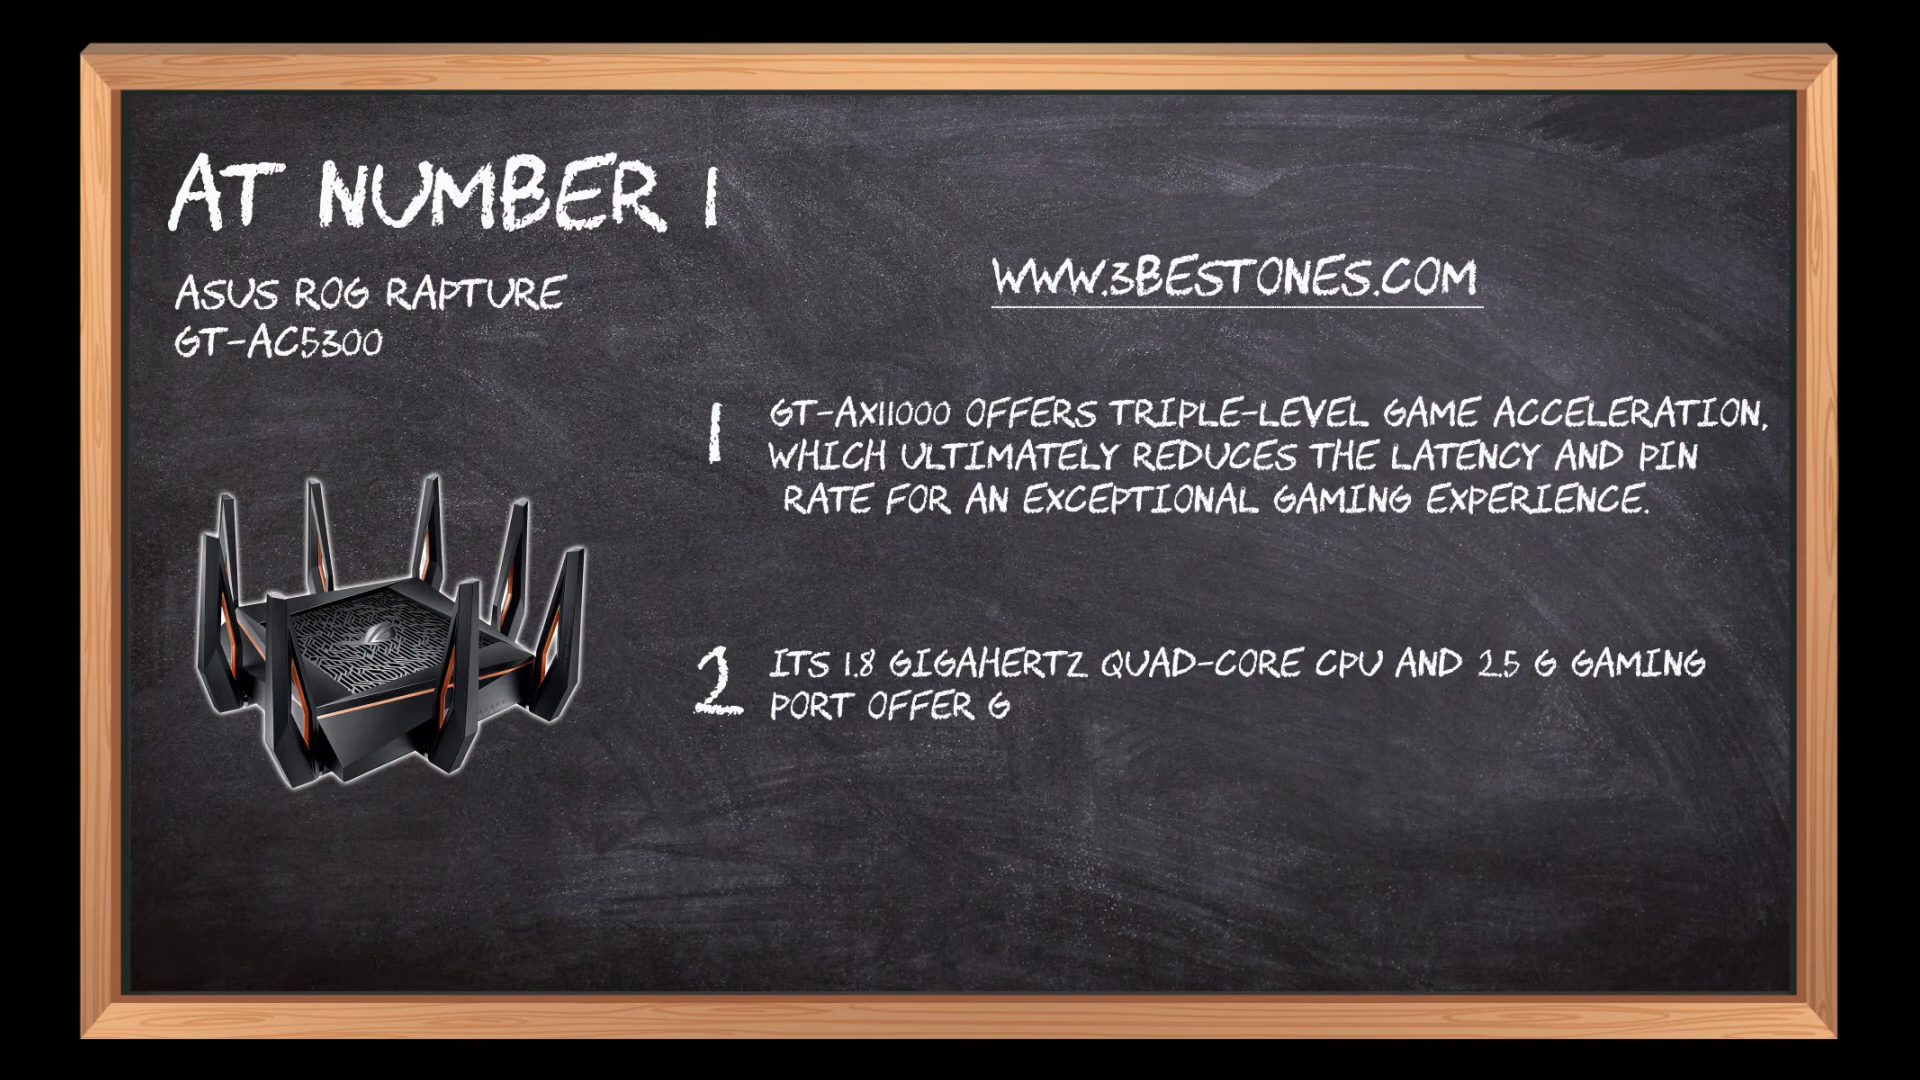 AT NUMBER 1
ASUS ROG RAPTURE
GT-AC5300
WWW.3BESTONES.COM
1
GT-AX11000 OFFERS TRIPLE-LEVEL GAME ACCELERATION,
WHICH ULTIMATELY REDUCES THE LATENCY AND PIN
RATE FOR AN EXCEPTIONAL GAMING EXPERIENCE.
2
ITS 1.8 GIGAHERTZ QUAD-CORE CPU AND 2.5 G GAMING
PORT OFFER G